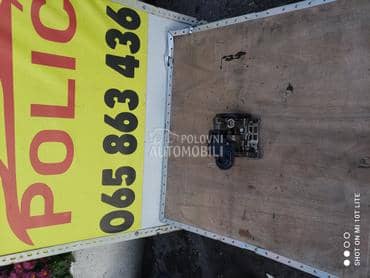 POLIC
065 863 436
POLOVNI
AUTOMOBILI
SHOT ON MI 10T LITE